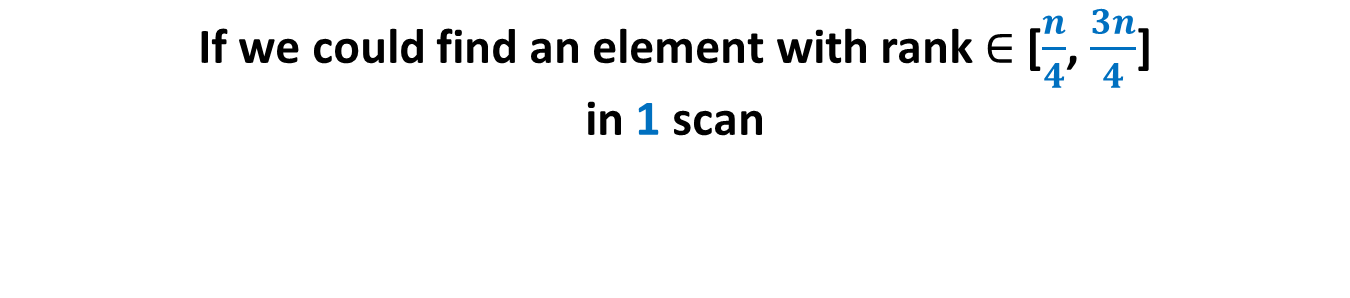 If we could find an element with rank ∈ [n/4, 3n/4]
in 1 scan